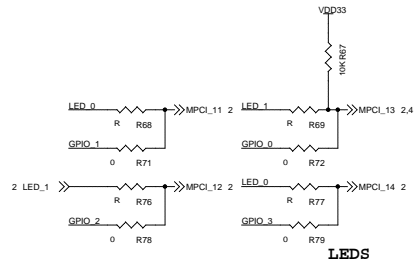 VDD33
10K R67
LED_0 MPCI_11 2 LED_1 MPCI_13 2,4
R R68 R R69
GPIO_1 GPIO_0
0 R71 0 R72
2 LED_1 MPCI_12 2 LED_0 MPCI_14 2
R R76 R R77
GPIO_2 GPIO_3
0 R78 0 R79
LEDS